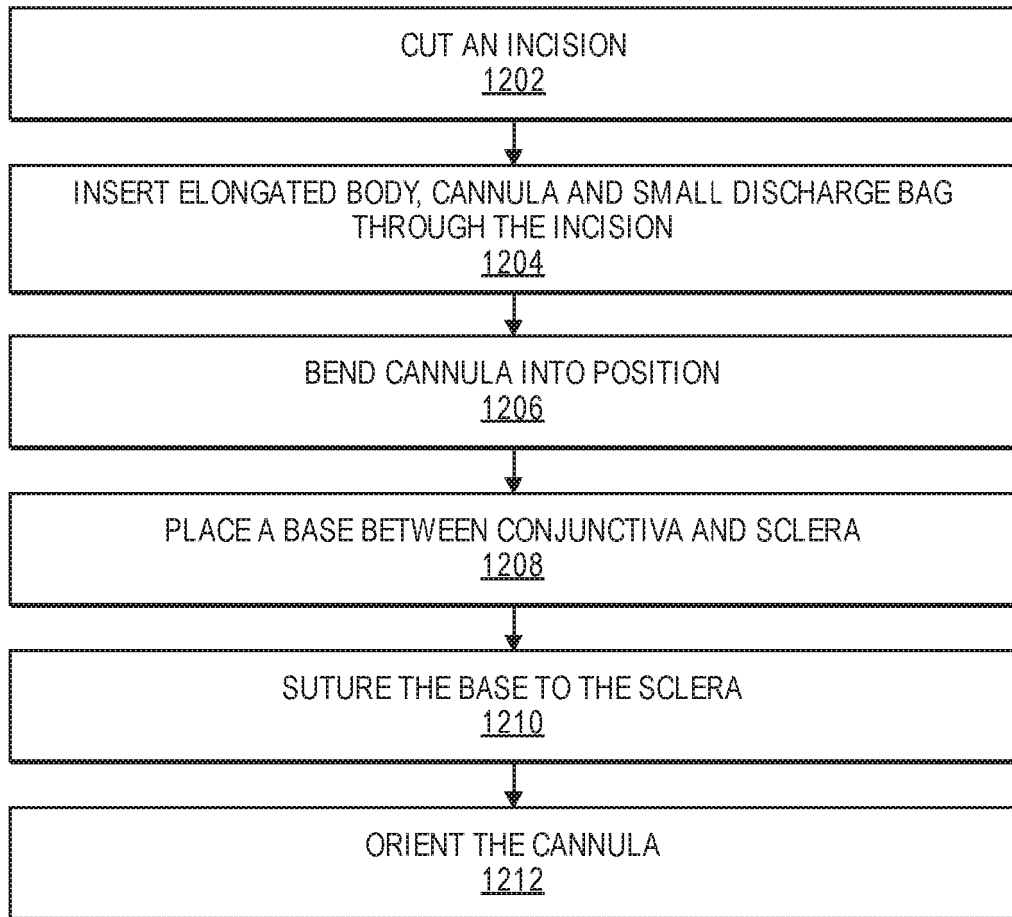 CUT AN INCISION
1202
INSERT ELONGATED BODY, CANNULA AND SMALL DISCHARGE BAG
THROUGH THE INCISION
1204
BEND CANNULA INTO POSITION
1206
PLACE A BASE BETWEEN CONJUNCTIVA AND SCLERA
1208
SUTURE THE BASE TO THE SCLERA
1210
ORIENT THE CANNULA
1212